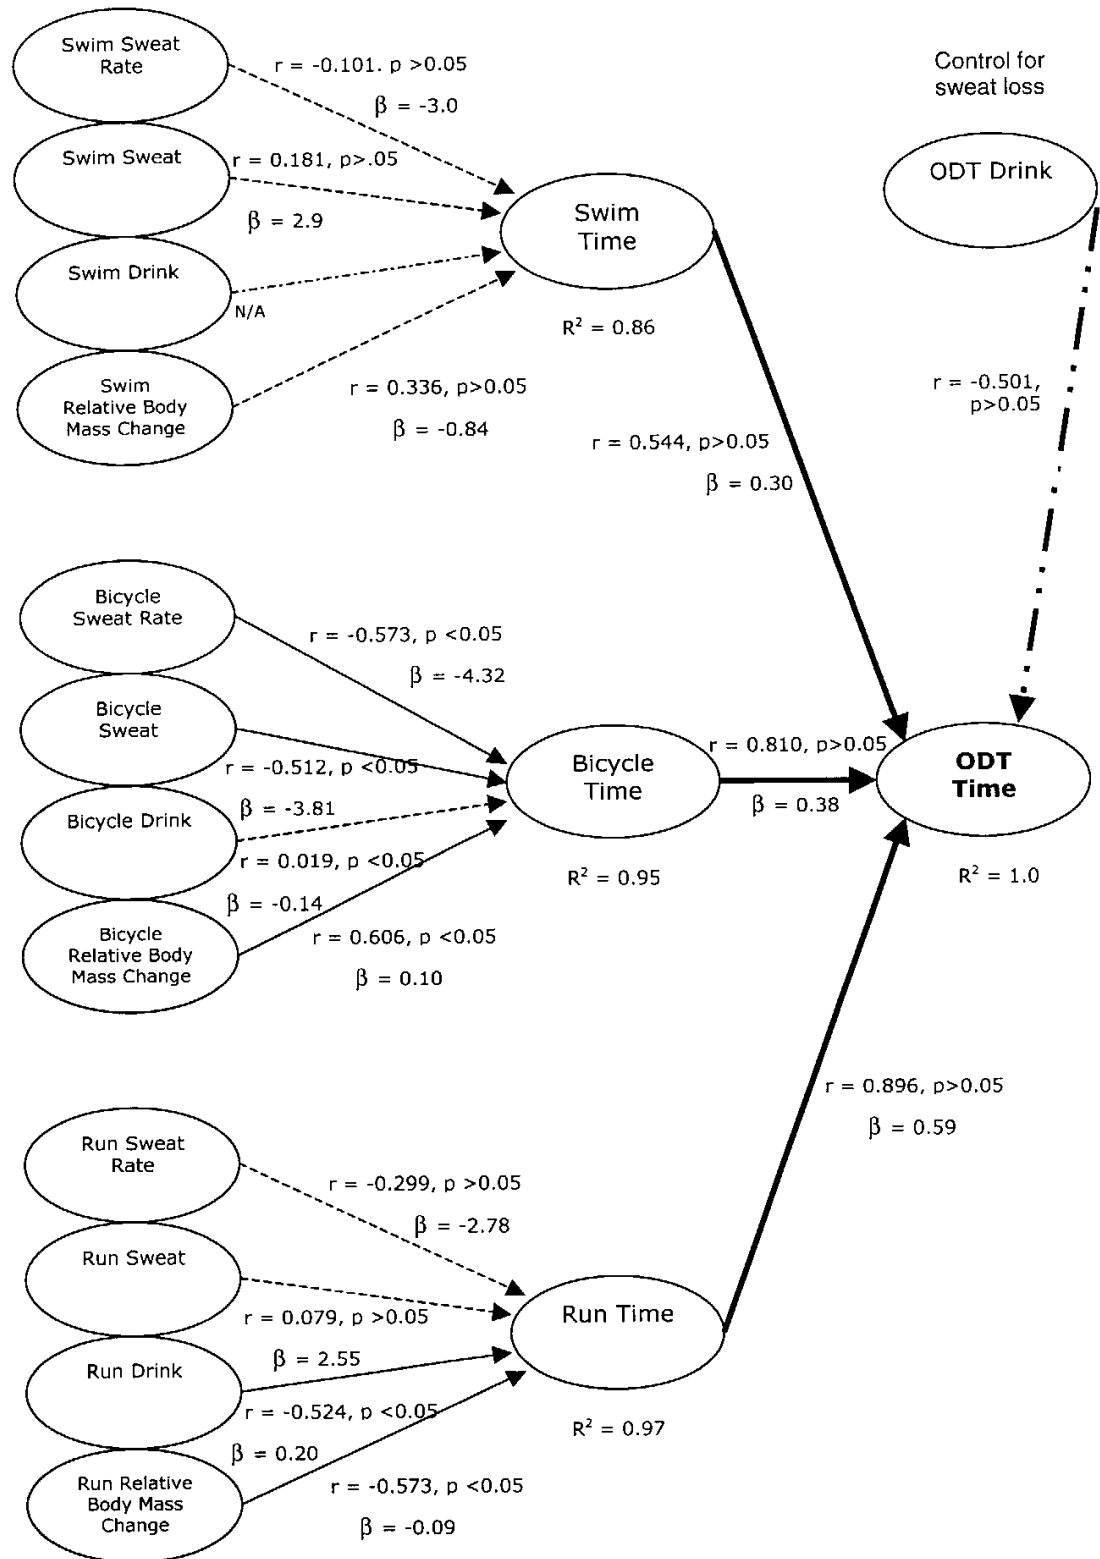 Swim Sweat
Rate
r = -0.101. p >0.05
β = -3.0
Control for
sweat loss
Swim Sweat
r = 0.181, p>.05
β = 2.9
ODT Drink
Swim
Time
Swim Drink
N/A
R² = 0.86
Swim
Relative Body
Mass Change
r = 0.336, p>0.05
β = -0.84
r = -0.501,
p>0.05
r = 0.544, p>0.05
β = 0.30
Bicycle
Sweat Rate
r = -0.573, p <0.05
β = -4.32
Bicycle
Sweat
r = -0.512, p <0.05
β = -3.81
Bicycle
Time
r = 0.810, p>0.05
β = 0.38
ODT
Time
Bicycle Drink
r = 0.019, p <0.05
β = -0.14
R² = 0.95
R² = 1.0
Bicycle
Relative Body
Mass Change
r = 0.606, p <0.05
β = 0.10
r = 0.896, p>0.05
β = 0.59
Run Sweat
Rate
r = -0.299, p >0.05
β = -2.78
Run Sweat
r = 0.079, p >0.05
β = 2.55
Run Time
Run Drink
r = -0.524, p <0.05
β = 0.20
R² = 0.97
Run Relative
Body Mass
Change
r = -0.573, p <0.05
β = -0.09